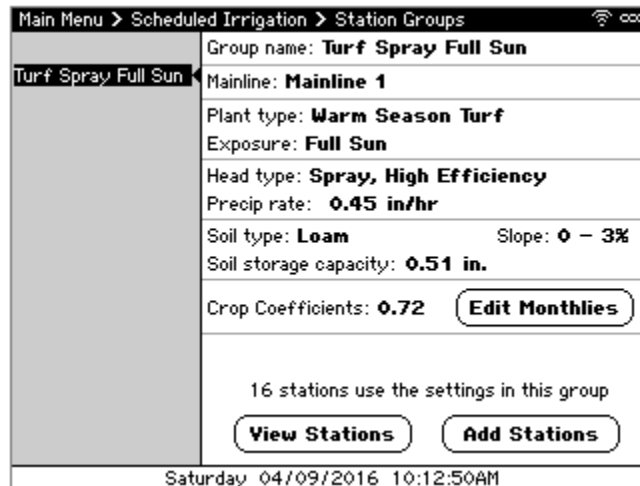 Main Menu > Scheduled Irrigation > Station Groups
Turf Spray Full Sun
Group name: Turf Spray Full Sun
Mainline: Mainline 1
Plant type: Warm Season Turf
Exposure: Full Sun
Head type: Spray, High Efficiency
Precip rate: 0.45 in/hr
Soil type: Loam Slope: 0 – 3%
Soil storage capacity: 0.51 in.
Crop Coefficients: 0.72 Edit Monthlies
16 stations use the settings in this group
View Stations Add Stations
Saturday 04/09/2016 10:12:50AM